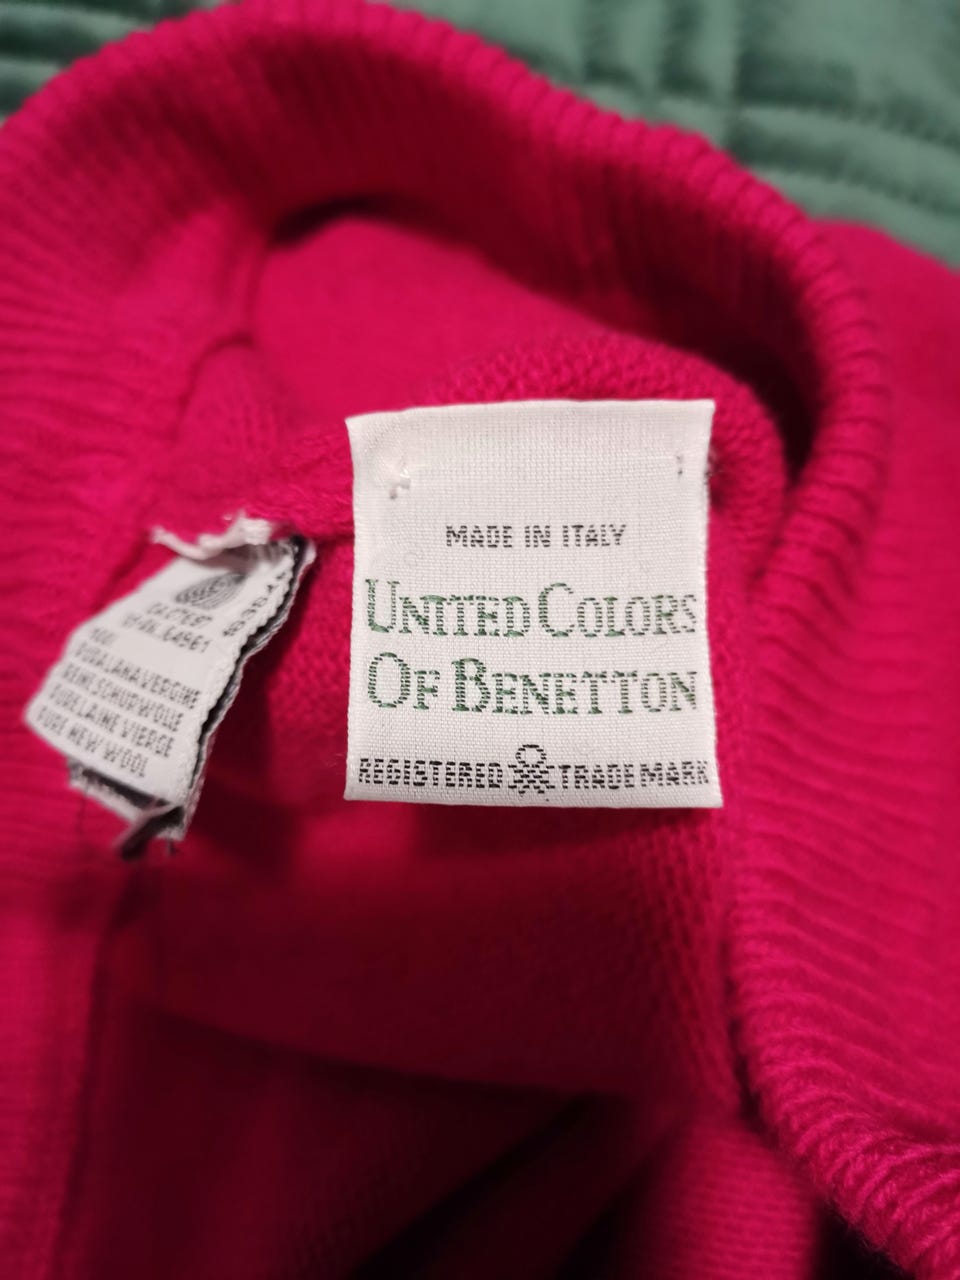 MADE IN ITALY
UNITED COLORS
OF BENETTON
REGISTERED TRADE MARK
100
PURA LANA VERGINE
REINE SCHURWOLLE
PURE LAINE VIERGE
PURE NEW WOOL